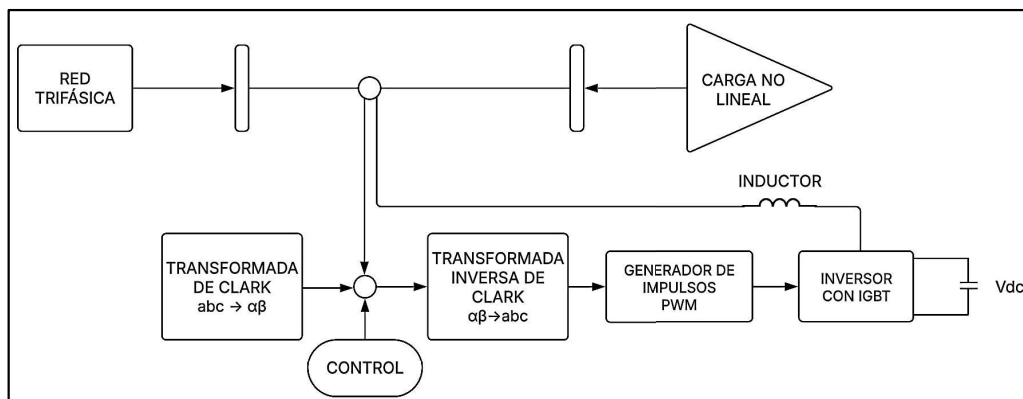 RED
TRIFÁSICA
CARGA NO
LINEAL
INDUCTOR
TRANSFORMADA
DE CLARK
abc → αβ
TRANSFORMADA
INVERSA DE
CLARK
αβ→abc
GENERADOR DE
IMPULSOS
PWM
INVERSOR
CON IGBT
Vdc
CONTROL